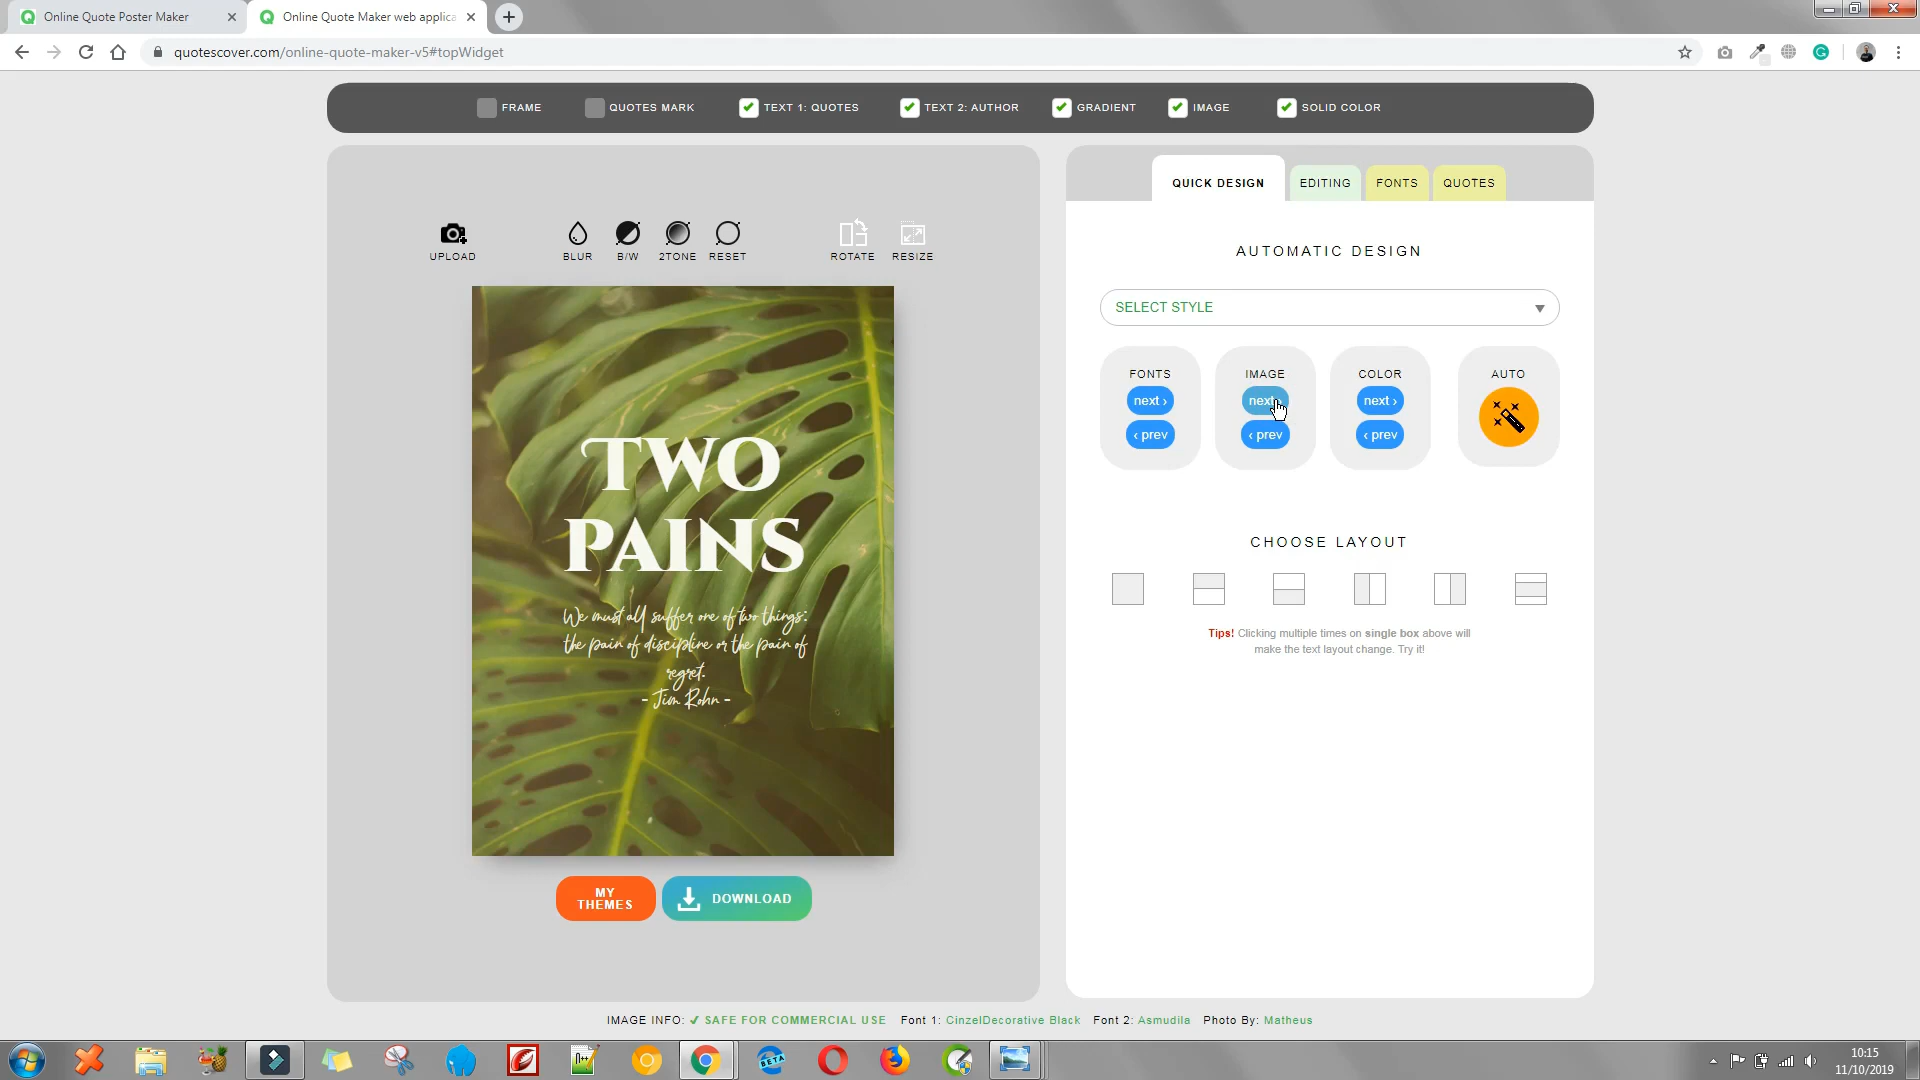 Online Quote Poster Maker
Online Quote Maker web applica
quotescover.com/online-quote-maker-v5#topWidget
FRAME
QUOTES MARK
TEXT 1: QUOTES
TEXT 2: AUTHOR
GRADIENT
IMAGE
SOLID COLOR
UPLOAD
BLUR
B/W
2TONE
RESET
ROTATE
RESIZE
TWO
PAINS
We must all suffer one of two things:
the pain of discipline or the pain of
regret.
- Jim Rohn -
MY
THEMES
DOWNLOAD
QUICK DESIGN
EDITING
FONTS
QUOTES
AUTOMATIC DESIGN
SELECT STYLE
FONTS
next ›
‹ prev
IMAGE
next
‹ prev
COLOR
next ›
‹ prev
AUTO
CHOOSE LAYOUT
Tips! Clicking multiple times on single box above will
make the text layout change. Try it!
IMAGE INFO: ✔ SAFE FOR COMMERCIAL USE Font 1: CinzelDecorative Black Font 2: Asmudila Photo By: Matheus
BETA
10:15
11/10/2019